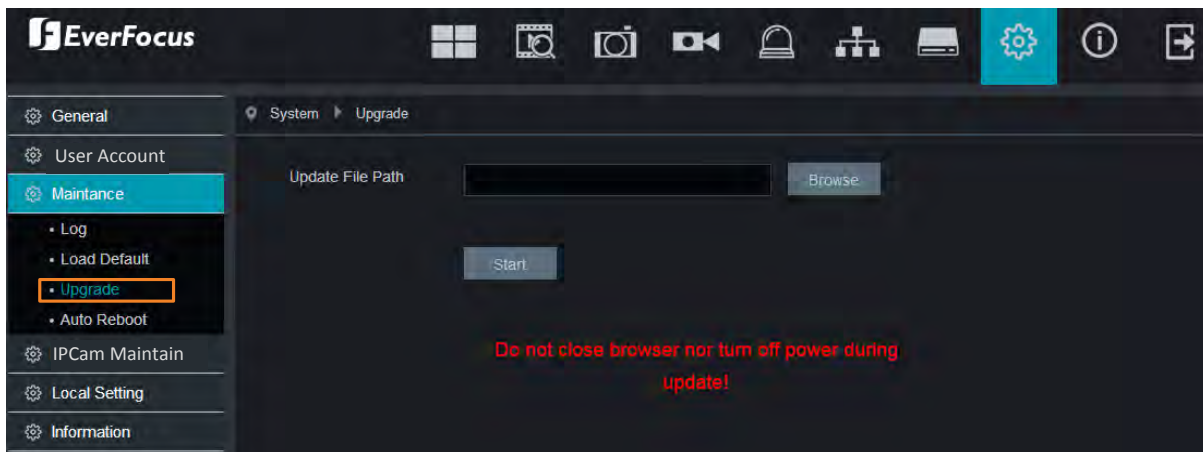 EverFocus
General
System Upgrade
User Account
Update File Path
Browse
Maintance
Log
Load Default
Start
Upgrade
Auto Reboot
IPCam Maintain
Do not close browser nor turn off power during
update!
Local Setting
Information